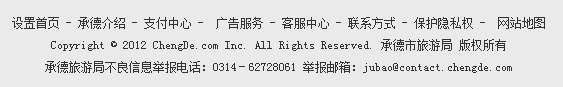 设置首页 - 承德介绍 - 支付中心 -  广告服务 - 客服中心 - 联系方式 - 保护隐私权 -  网站地图
Copyright © 2012 ChengDe.com Inc. All Rights Reserved. 承德市旅游局 版权所有
承德旅游局不良信息举报电话：0314－62728061 举报邮箱：jubao@contact.chengde.com